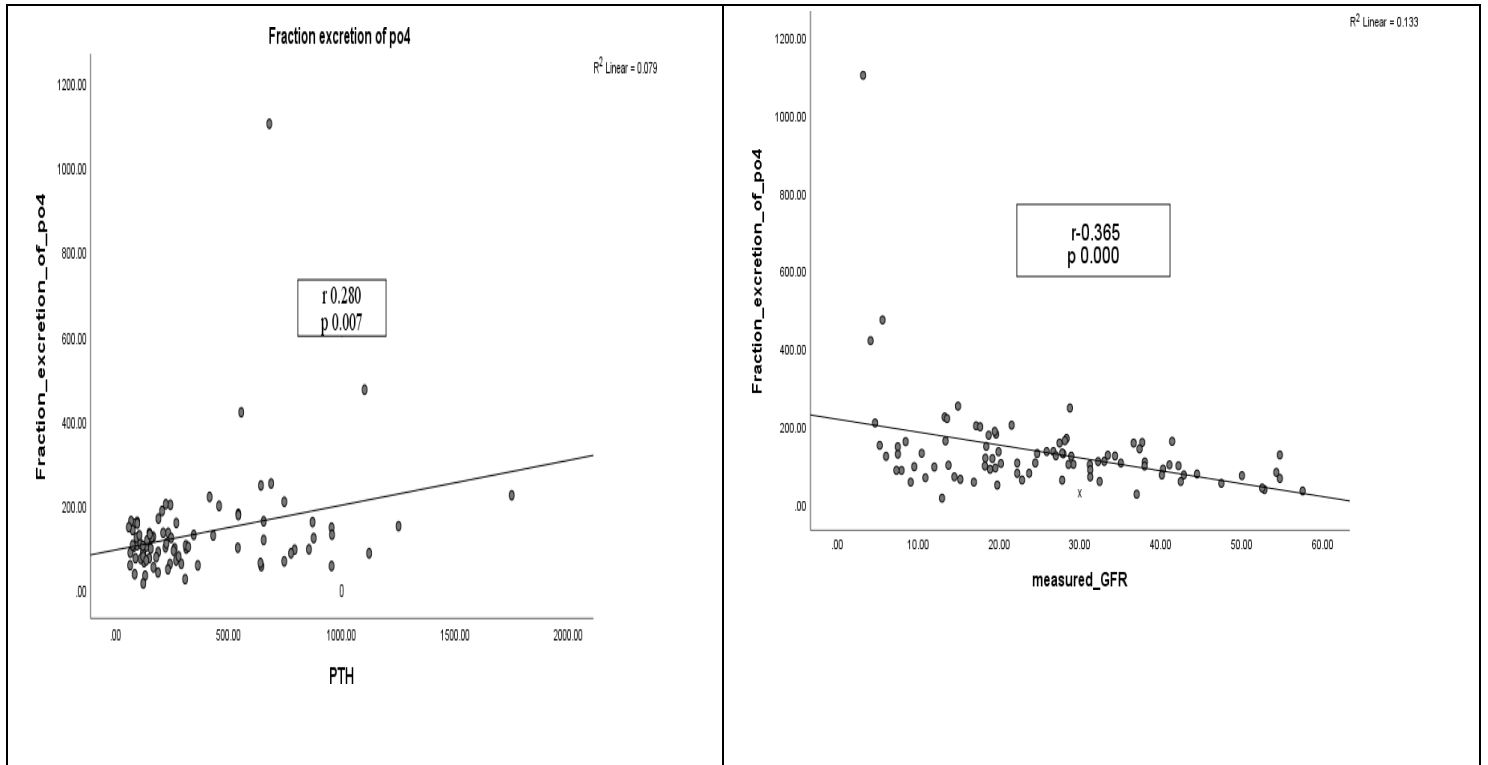 Fraction excretion of po4
R2 Linear = 0.079
1200.00
1000.00
800.00
600.00
400.00
200.00
.00
Fraction_excretion_of_po4
r 0.280
p 0.007
0
.00 500.00 1000.00 1500.00 2000.00
PTH
R2 Linear = 0.133
1200.00
1000.00
800.00
600.00
400.00
200.00
.00
Fraction_excretion_of_po4
r-0.365
p 0.000
x
.00 10.00 20.00 30.00 40.00 50.00 60.00
measured_GFR